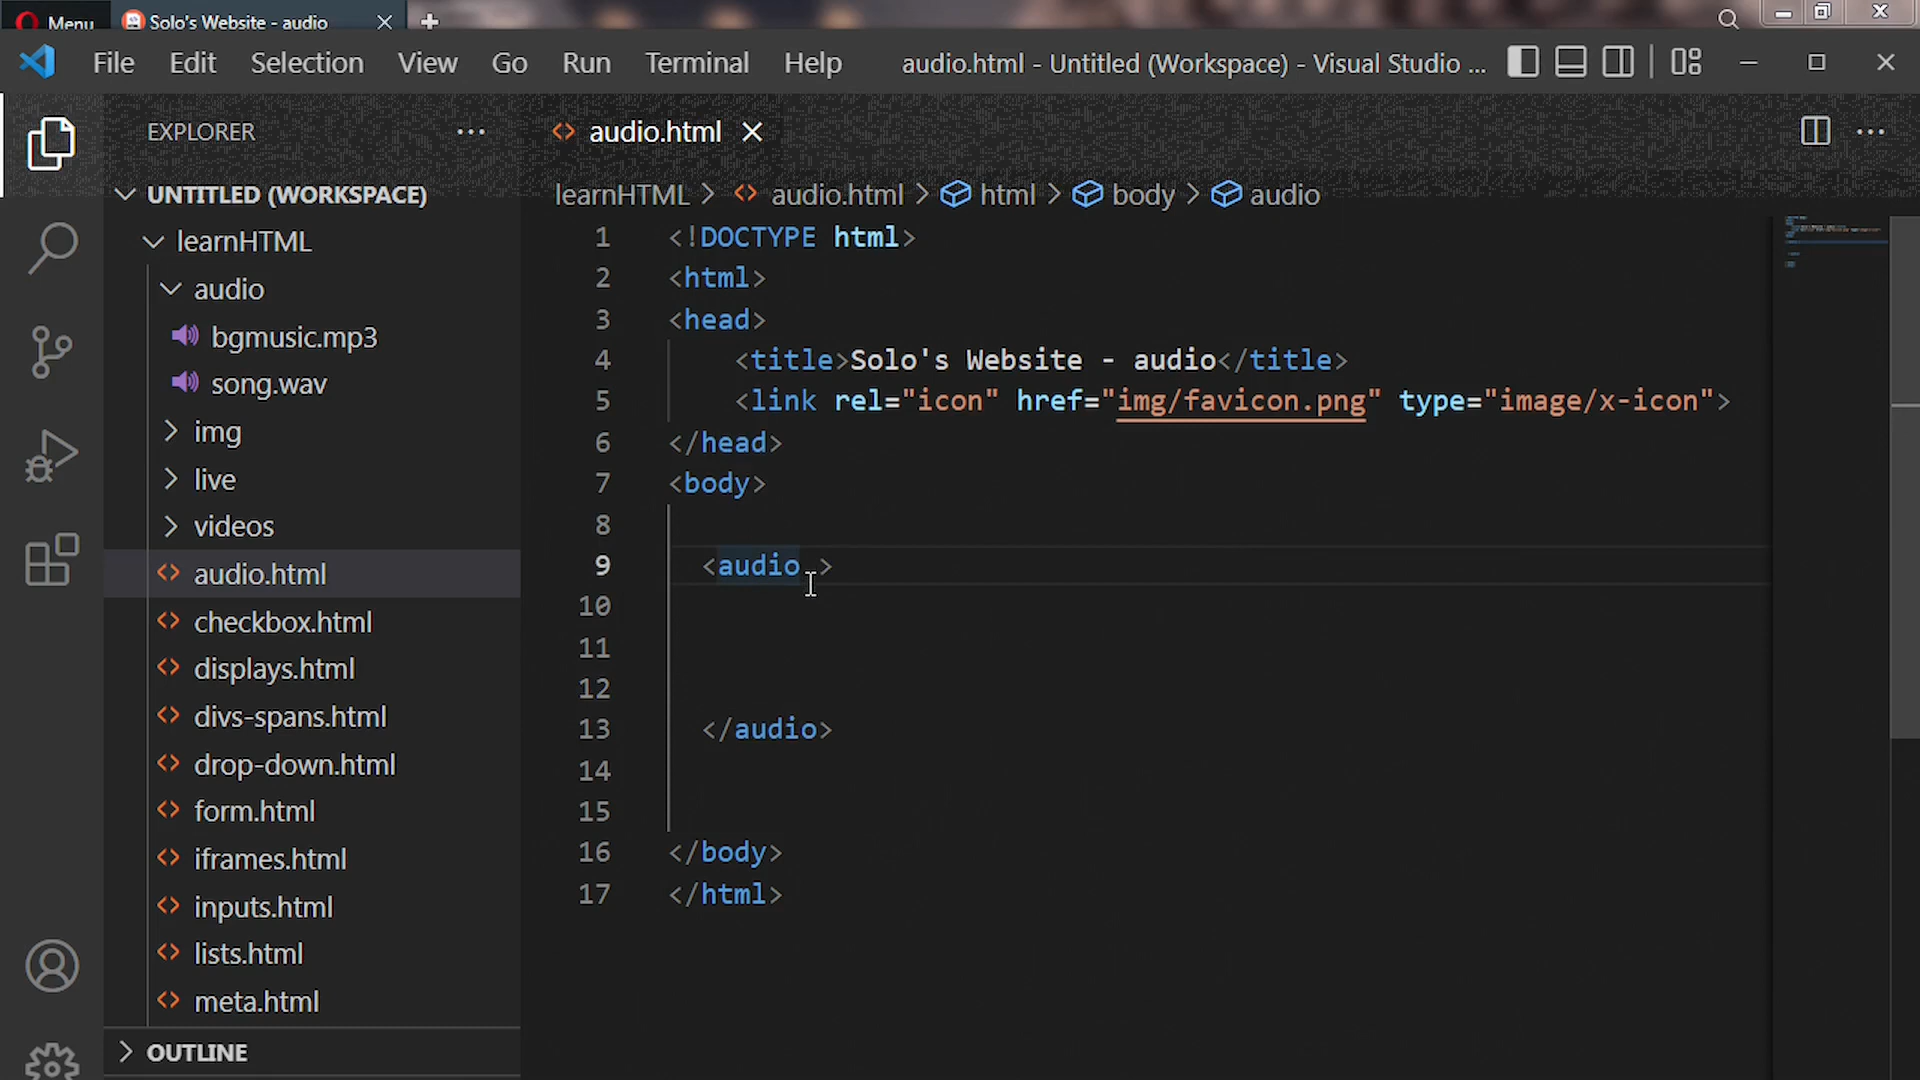 Menu
Solo's Website - audio
File Edit Selection View Go Run Terminal Help
audio.html - Untitled (Workspace) - Visual Studio ...
EXPLORER
UNTITLED (WORKSPACE)
learnHTML
audio
bgmusic.mp3
song.wav
img
live
videos
audio.html
checkbox.html
displays.html
divs-spans.html
drop-down.html
form.html
iframes.html
inputs.html
lists.html
meta.html
OUTLINE
audio.html
learnHTML > audio.html > html > body > audio
1 <!DOCTYPE html>
2 <html>
3 <head>
4 <title>Solo's Website - audio</title>
5 <link rel="icon" href="img/favicon.png" type="image/x-icon">
6 </head>
7 <body>
8
9 <audio >
10
11
12
13 </audio>
14
15
16 </body>
17 </html>